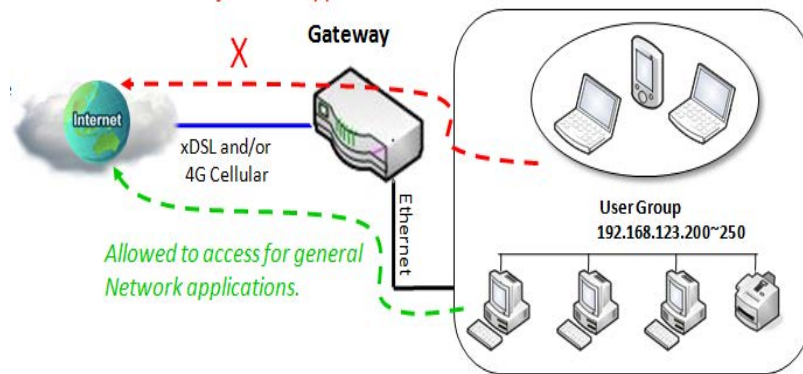 Gateway
X
Internet
xDSL and/or
4G Cellular
Ethernet
User Group
192.168.123.200~250
Allowed to access for general
Network applications.